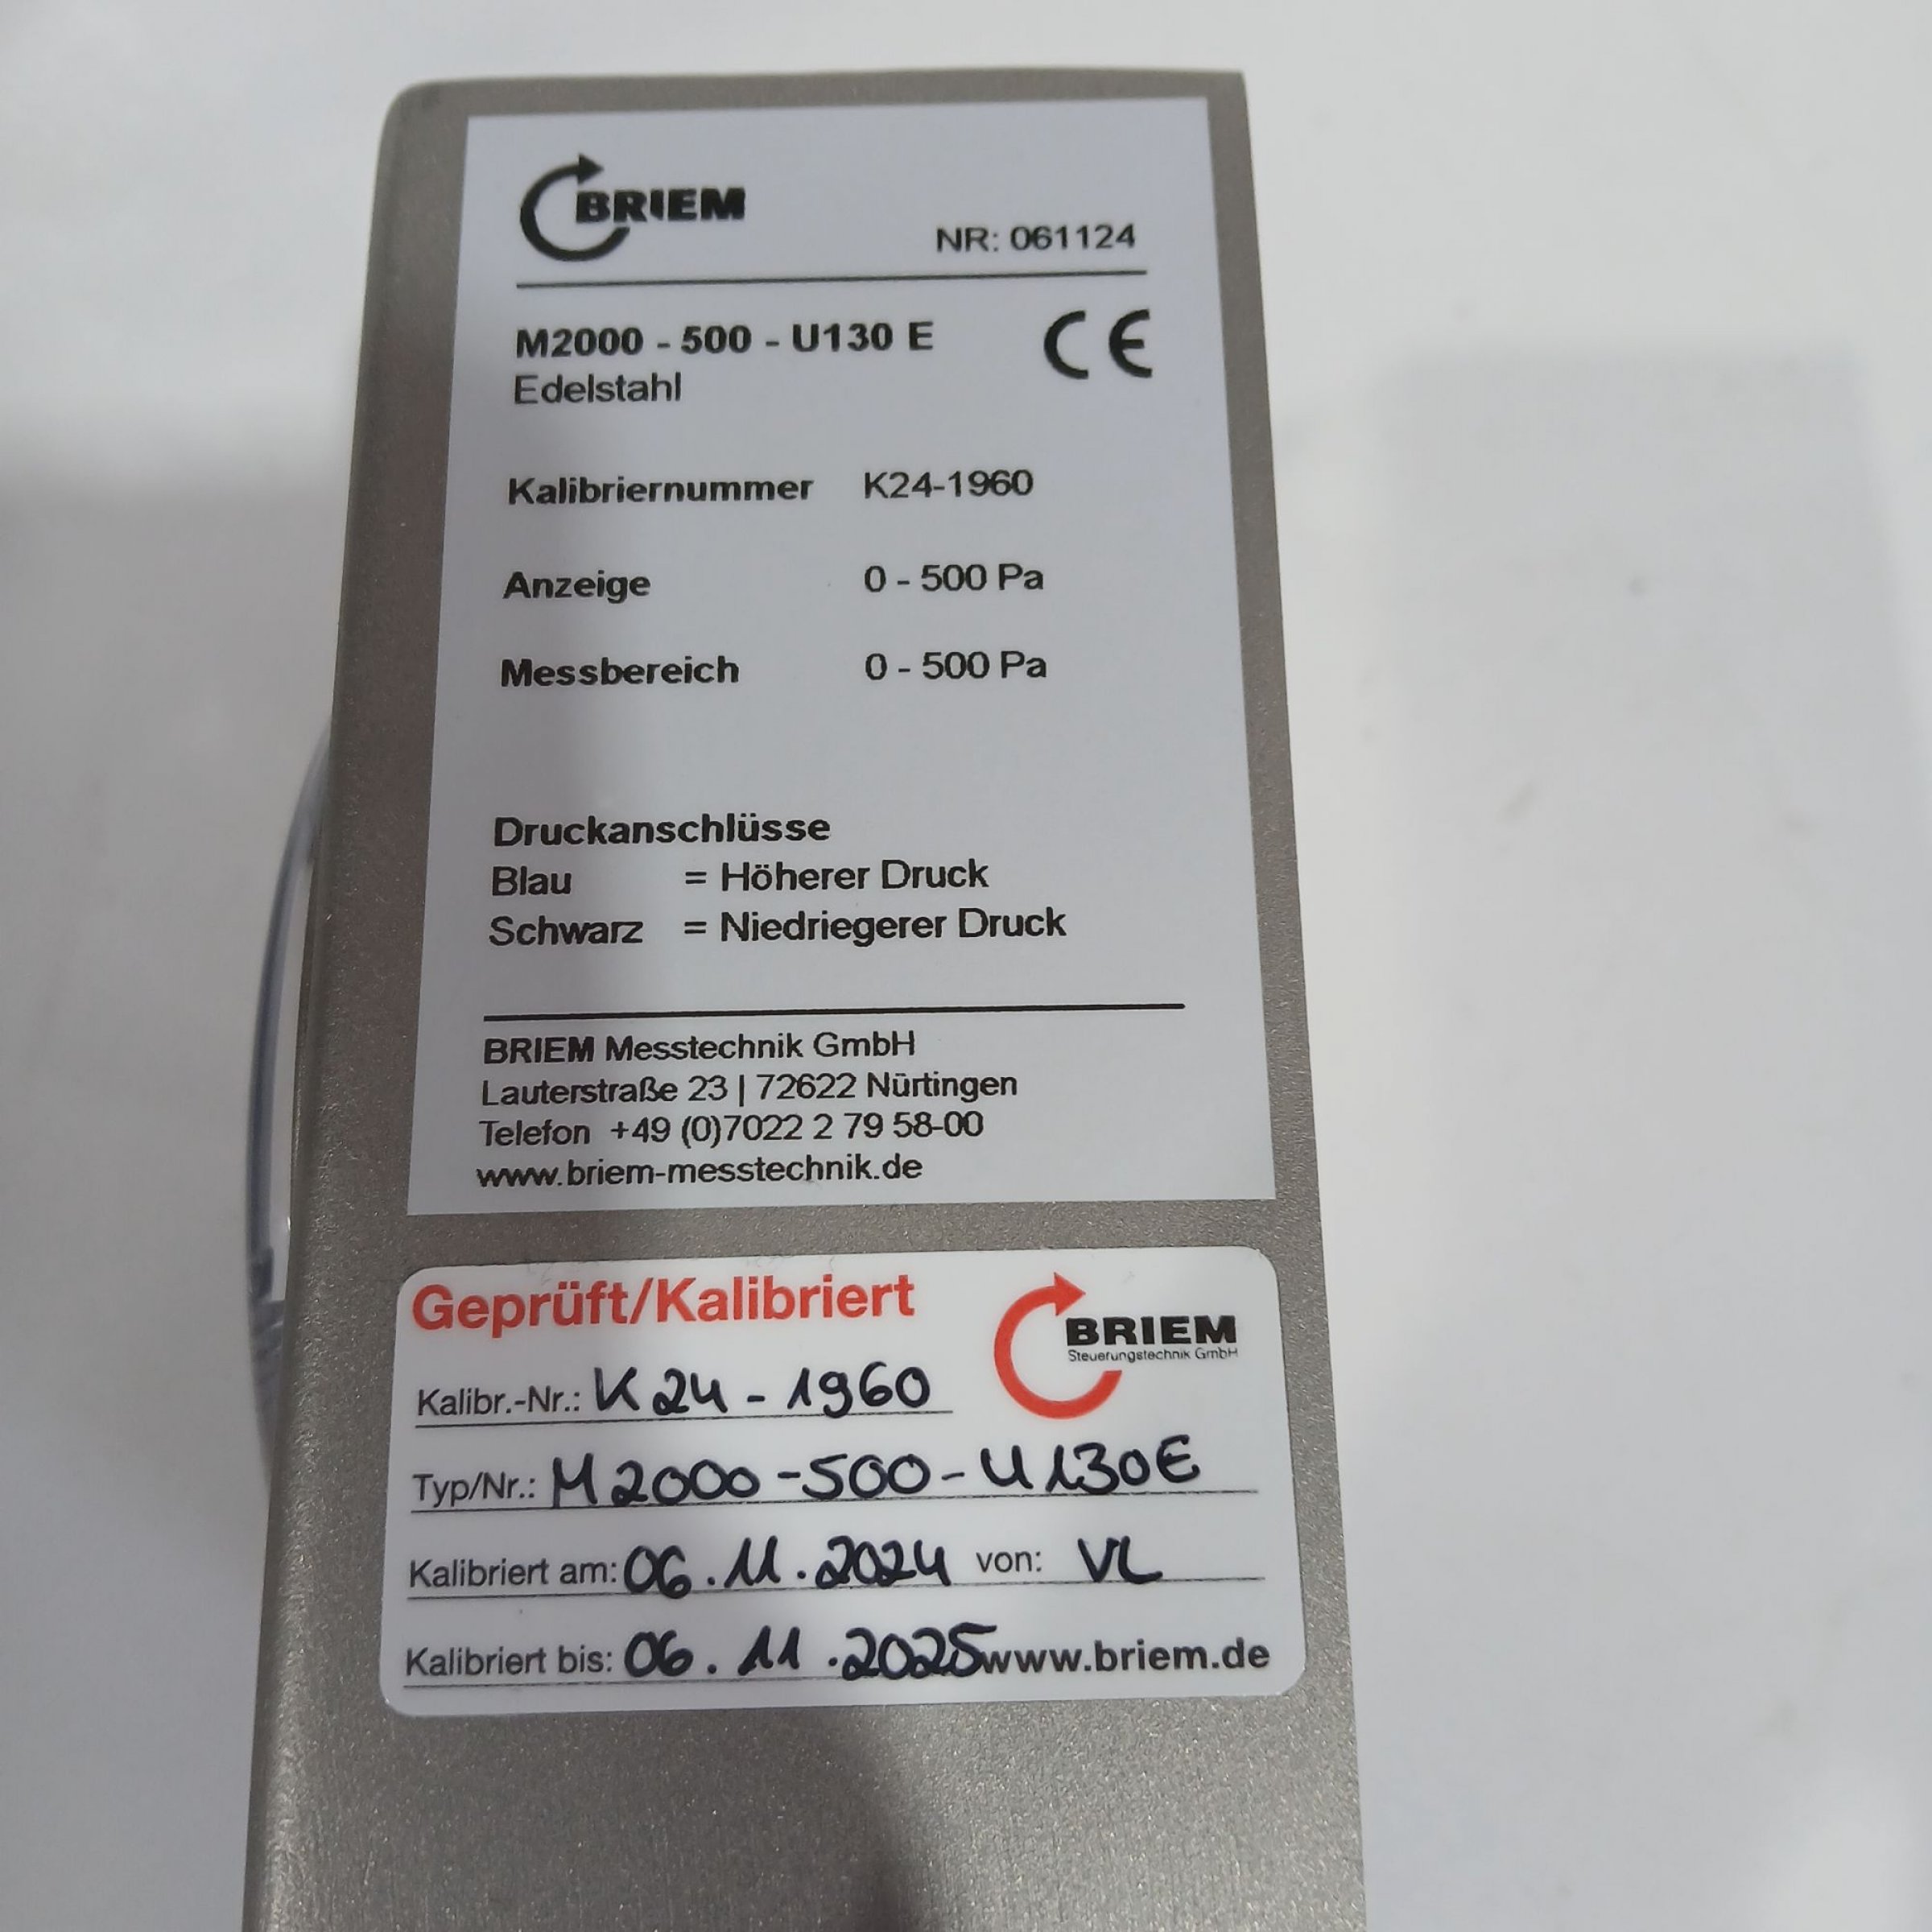 BRIEM
NR: 061124
M2000 - 500 - U130 E
CE
Edelstahl
Kalibriernummer K24-1960
Anzeige 0 - 500 Pa
Messbereich 0 - 500 Pa
Druckanschlüsse
Blau = Höherer Druck
Schwarz = Niedriegerer Druck
BRIEM Messtechnik GmbH
Lauterstraße 23 | 72622 Nürtingen
Telefon +49 (0)7022 2 79 58-00
www.briem-messtechnik.de
Geprüft/Kalibriert
BRIEM
Steuerungstechnik GmbH
Kalibr.-Nr.: K24-1960
Typ/Nr.: M2000-500-U130E
Kalibriert am: 06.11.2024 von: VL
Kalibriert bis: 06.11.2025 www.briem.de